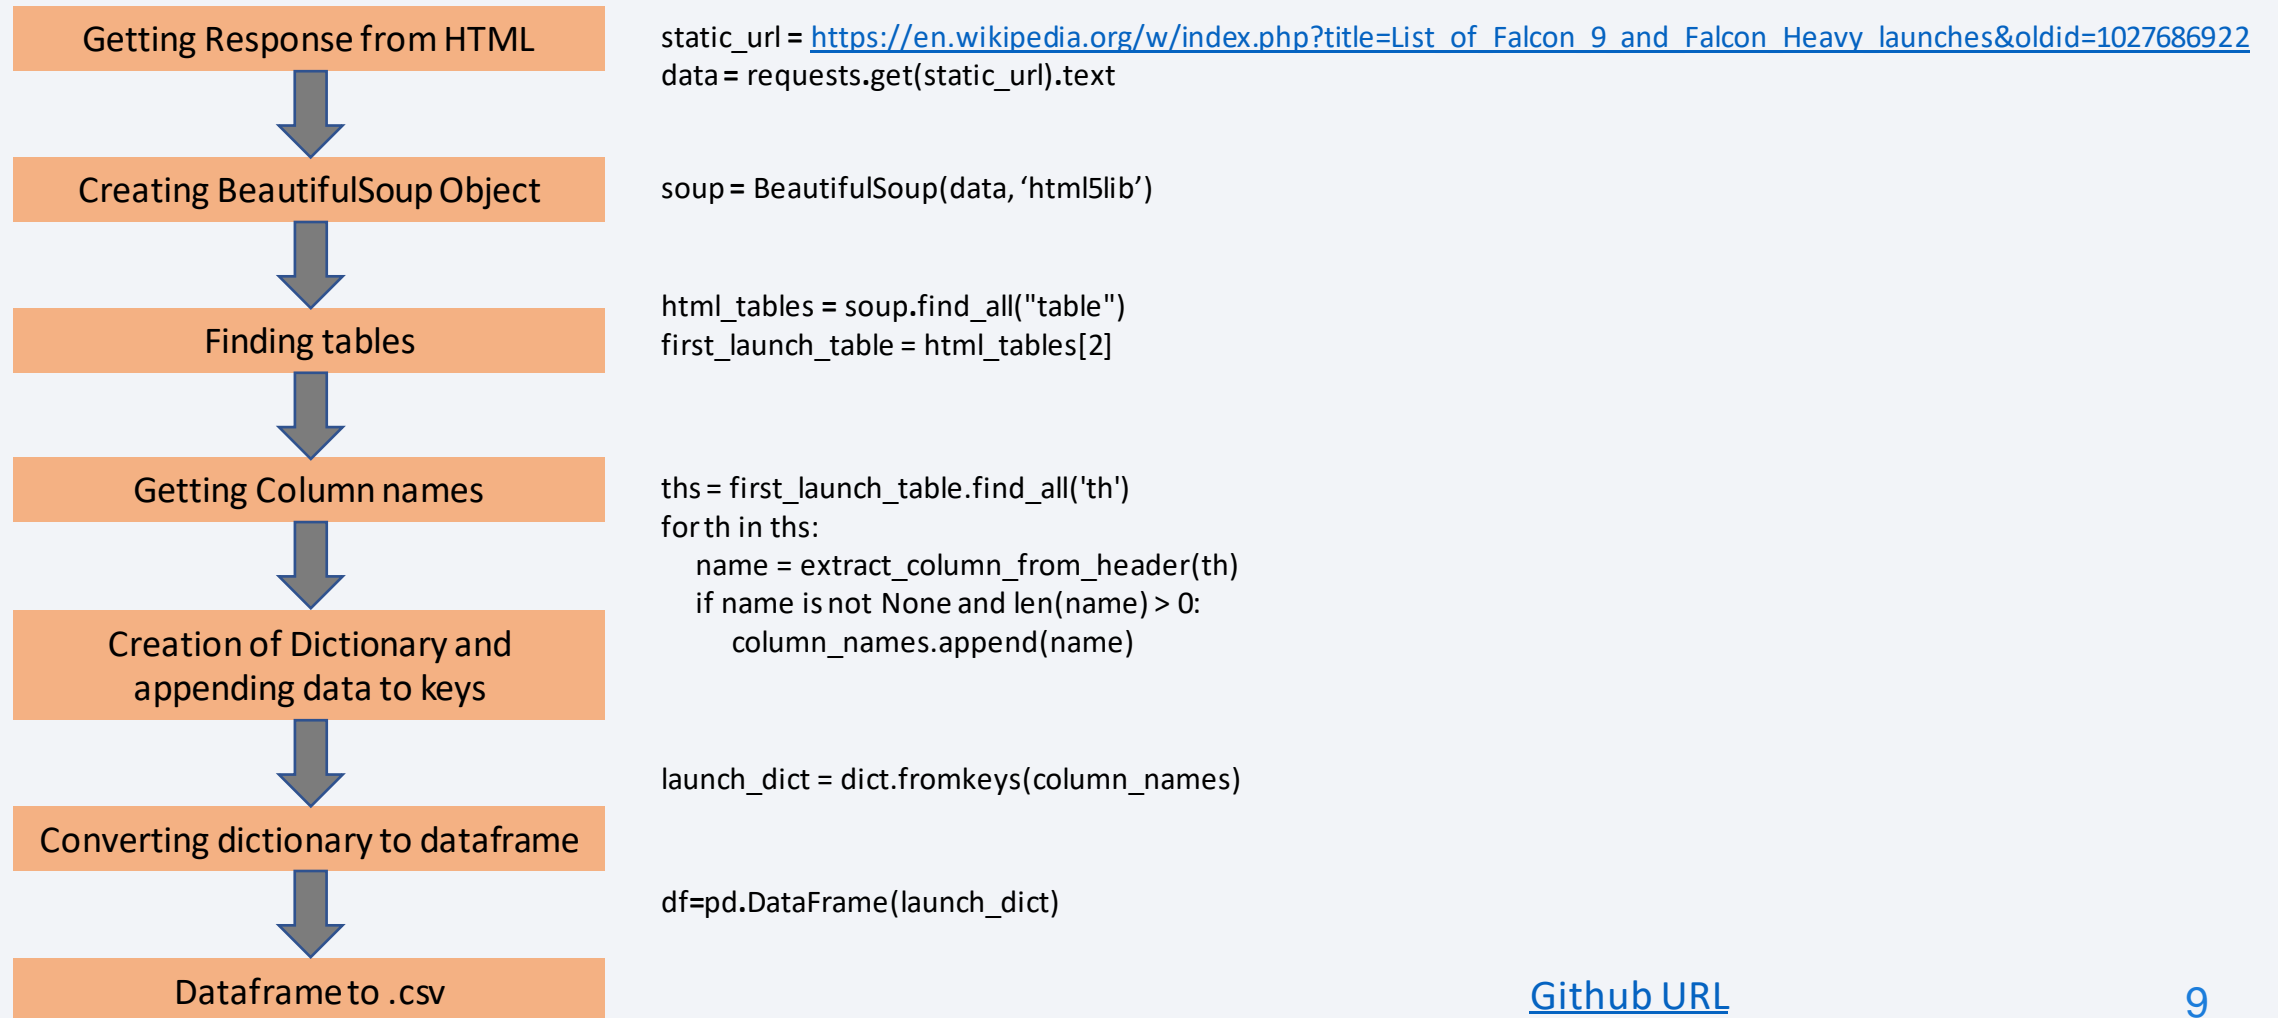 Getting Response from HTML
static_url = https://en.wikipedia.org/w/index.php?title=List_of_Falcon_9_and_Falcon_Heavy_launches&oldid=1027686922
data = requests.get(static_url).text
Creating BeautifulSoup Object
soup = BeautifulSoup(data, ‘html5lib’)
Finding tables
html_tables = soup.find_all("table")
first_launch_table = html_tables[2]
Getting Column names
ths = first_launch_table.find_all('th')
for th in ths:
name = extract_column_from_header(th)
if name is not None and len(name) > 0:
column_names.append(name)
Creation of Dictionary and
appending data to keys
launch_dict = dict.fromkeys(column_names)
Converting dictionary to dataframe
df=pd.DataFrame(launch_dict)
Dataframe to .csv
Github URL
9